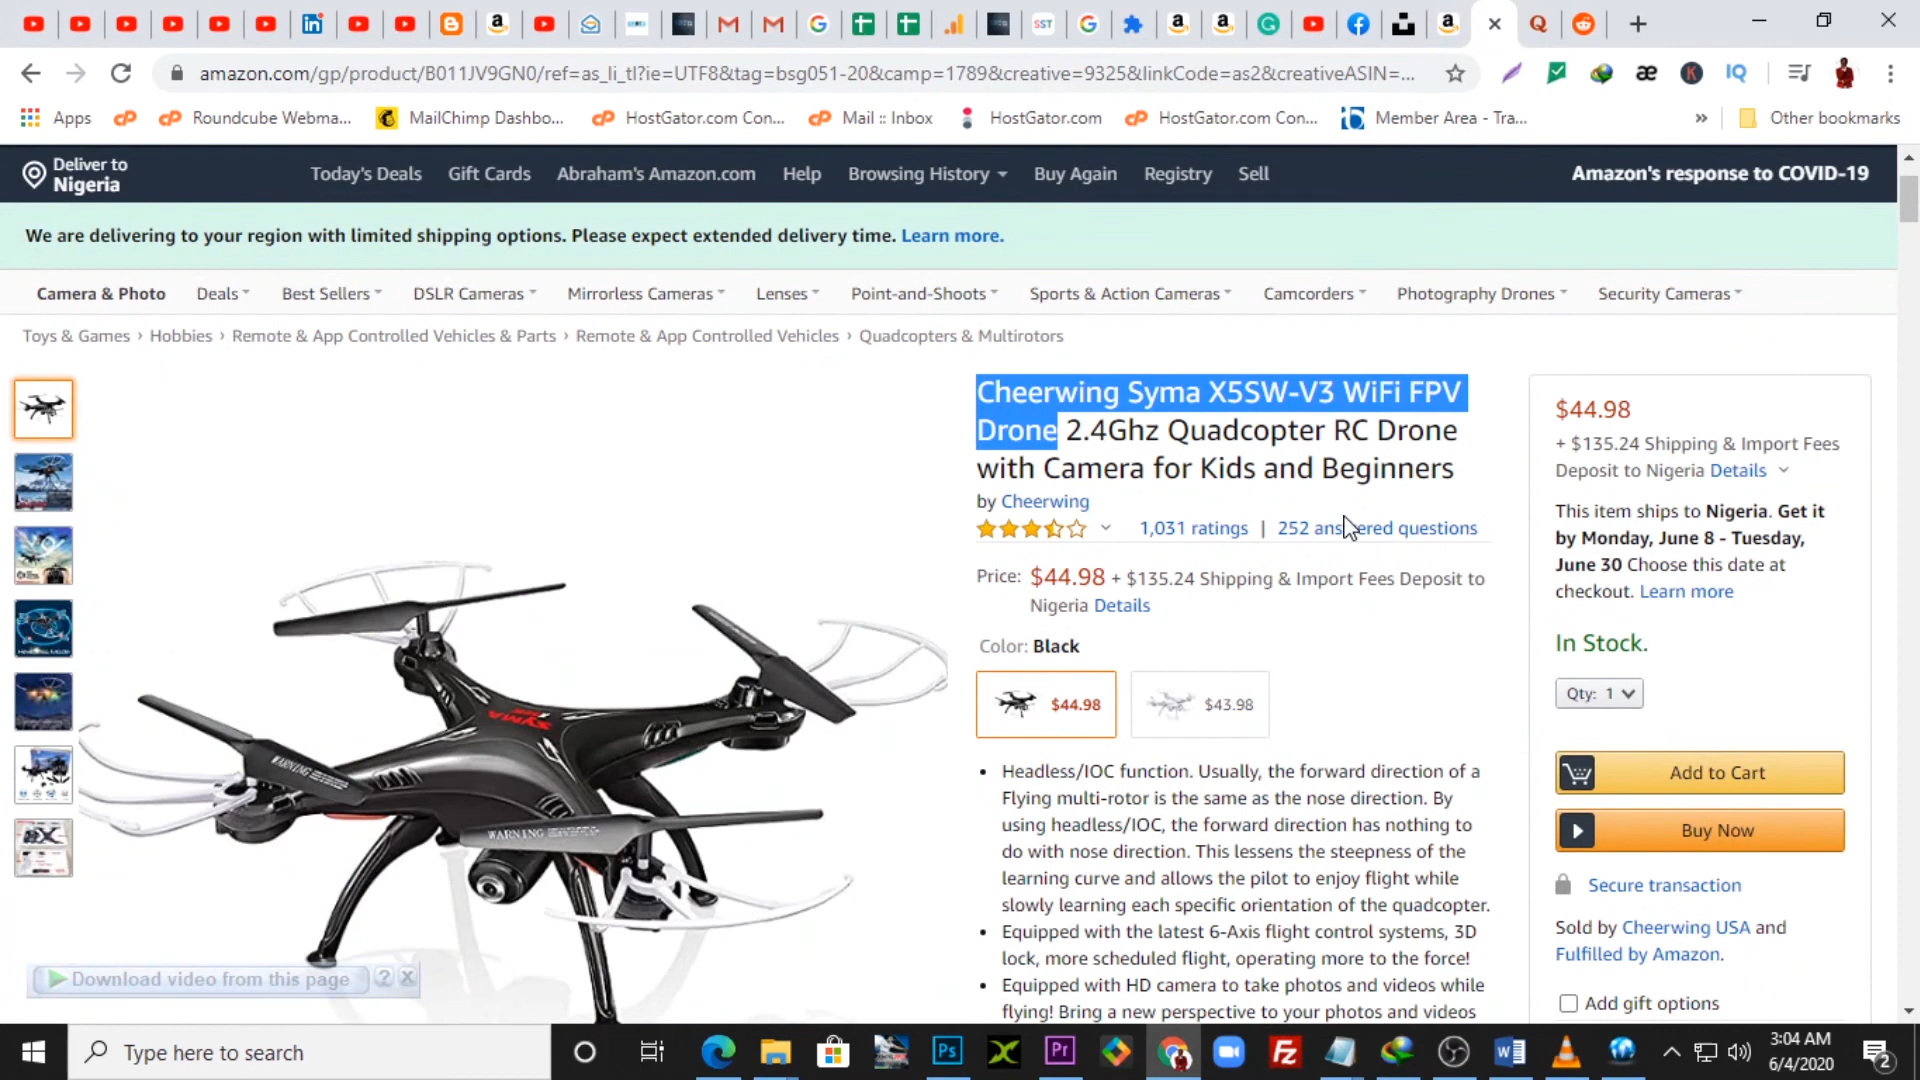 amazon.com/gp/product/B011JV9GN0/ref=as_li_tl?ie=UTF8&tag=bsg051-20&camp=1789&creative=9325&linkCode=as2&creativeASIN=...
Apps
Roundcube Webma...
MailChimp Dashbo...
HostGator.com Con...
Mail :: Inbox
HostGator.com
HostGator.com Con...
Member Area - Tra...
»
Other bookmarks
Deliver to
Nigeria
Today's Deals
Gift Cards
Abraham's Amazon.com
Help
Browsing History
Buy Again
Registry
Sell
Amazon's response to COVID-19
We are delivering to your region with limited shipping options. Please expect extended delivery time. Learn more.
Camera & Photo
Deals
Best Sellers
DSLR Cameras
Mirrorless Cameras
Lenses
Point-and-Shoots
Sports & Action Cameras
Camcorders
Photography Drones
Security Cameras
Toys & Games › Hobbies › Remote & App Controlled Vehicles & Parts › Remote & App Controlled Vehicles › Quadcopters & Multirotors
Cheerwing Syma X5SW-V3 WiFi FPV
Drone 2.4Ghz Quadcopter RC Drone
with Camera for Kids and Beginners
by Cheerwing
1,031 ratings | 252 answered questions
Price: $44.98 + $135.24 Shipping & Import Fees Deposit to
Nigeria Details
Color: Black
$44.98
$43.98
• Headless/IOC function. Usually, the forward direction of a
Flying multi-rotor is the same as the nose direction. By
using headless/IOC, the forward direction has nothing to
do with nose direction. This lessens the steepness of the
learning curve and allows the pilot to enjoy flight while
slowly learning each specific orientation of the quadcopter.
• Equipped with the latest 6-Axis flight control systems, 3D
lock, more scheduled flight, operating more to the force!
• Equipped with HD camera to take photos and videos while
flying! Bring a new perspective to your photos and videos
$44.98
+ $135.24 Shipping & Import Fees
Deposit to Nigeria Details
This item ships to Nigeria. Get it
by Monday, June 8 - Tuesday,
June 30 Choose this date at
checkout. Learn more
In Stock.
Qty: 1
Add to Cart
Buy Now
Secure transaction
Sold by Cheerwing USA and
Fulfilled by Amazon.
Add gift options
SYMA
WARNING
WARNING
Download video from this page
?
X
Type here to search
3:04 AM
6/4/2020
2